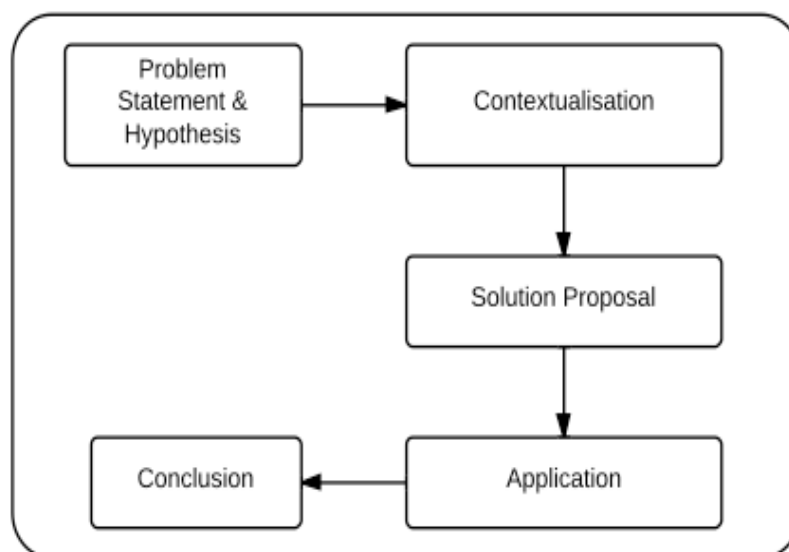 Problem
Statement &
Hypothesis
Contextualisation
Solution Proposal
Application
Conclusion